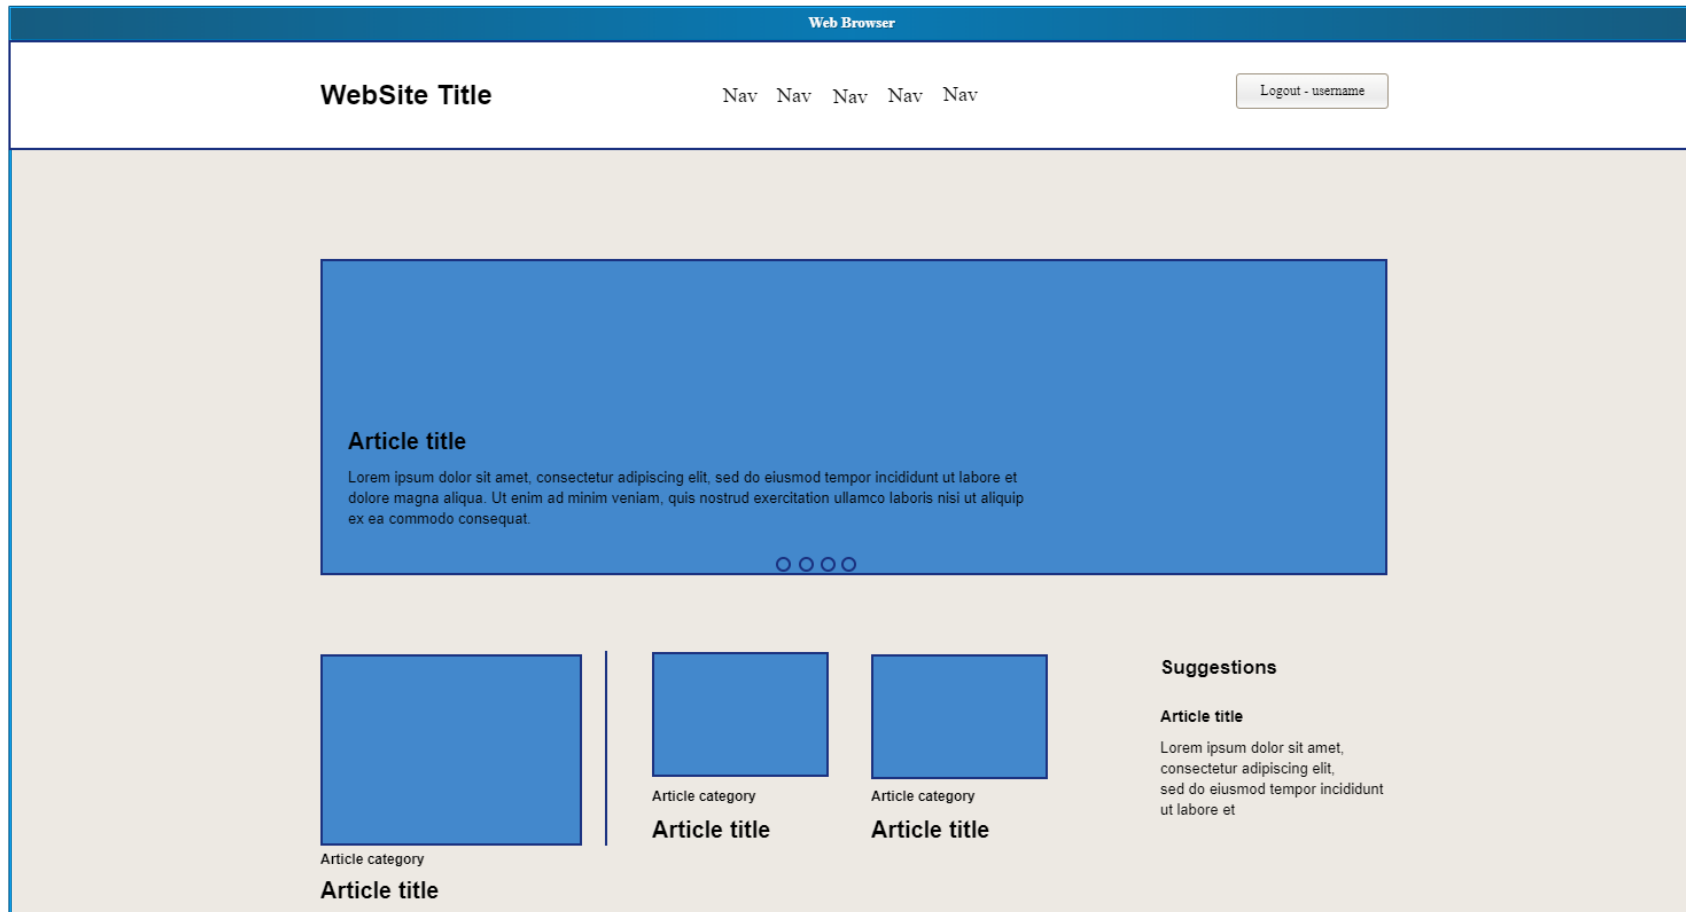 Web Browser
WebSite Title
Nav Nav Nav Nav Nav
Logout - username
Article title
Lorem ipsum dolor sit amet, consectetur adipiscing elit, sed do eiusmod tempor incididunt ut labore et
dolore magna aliqua. Ut enim ad minim veniam, quis nostrud exercitation ullamco laboris nisi ut aliquip
ex ea commodo consequat.
Article category
Article title
Article category
Article title
Article category
Article title
Suggestions
Article title
Lorem ipsum dolor sit amet,
consectetur adipiscing elit,
sed do eiusmod tempor incididunt
ut labore et